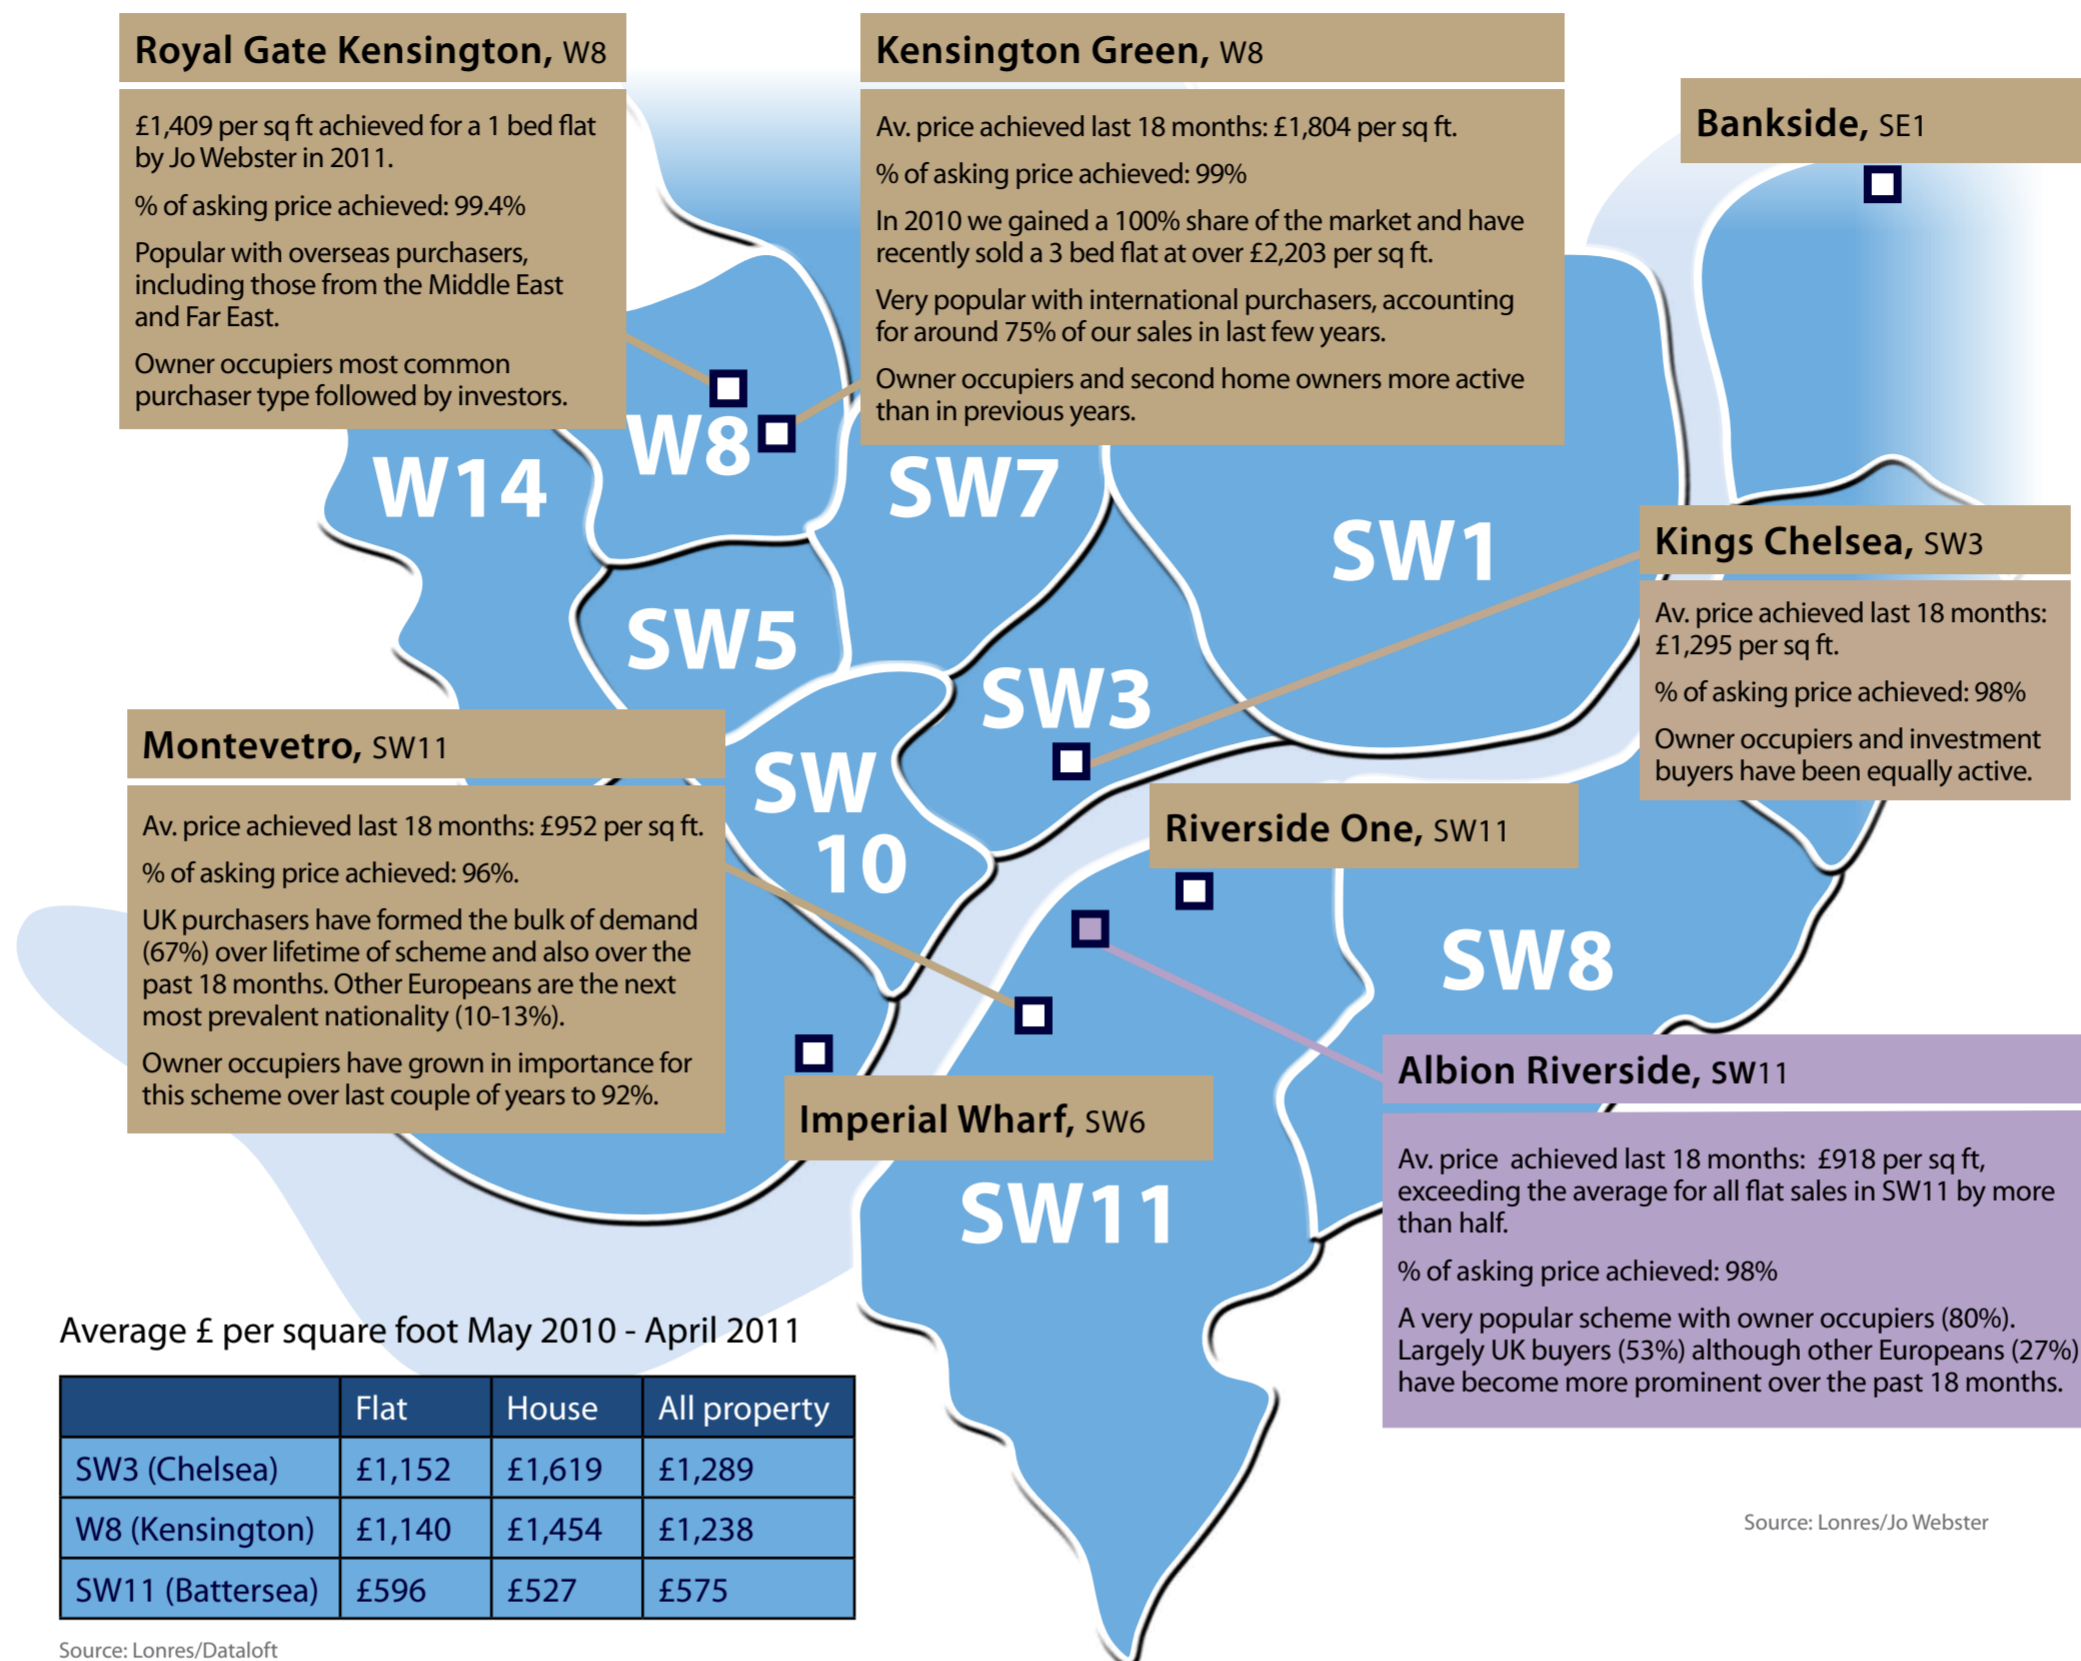 Royal Gate Kensington, W8
£1,409 per sq ft achieved for a 1 bed flat
by Jo Webster in 2011.
% of asking price achieved: 99.4%
Popular with overseas purchasers,
including those from the Middle East
and Far East.
Owner occupiers most common
purchaser type followed by investors.
Kensington Green, W8
Av. price achieved last 18 months: £1,804 per sq ft.
% of asking price achieved: 99%
In 2010 we gained a 100% share of the market and have
recently sold a 3 bed flat at over £2,203 per sq ft.
Very popular with international purchasers, accounting
for around 75% of our sales in last few years.
Owner occupiers and second home owners more active
than in previous years.
Bankside, SE1
W14
W8
SW7
SW1
SW5
SW3
SW
10
SW8
SW11
Kings Chelsea, SW3
Av. price achieved last 18 months:
£1,295 per sq ft.
% of asking price achieved: 98%
Owner occupiers and investment
buyers have been equally active.
Montevetro, SW11
Av. price achieved last 18 months: £952 per sq ft.
% of asking price achieved: 96%.
UK purchasers have formed the bulk of demand
(67%) over lifetime of scheme and also over the
past 18 months. Other Europeans are the next
most prevalent nationality (10-13%).
Owner occupiers have grown in importance for
this scheme over last couple of years to 92%.
Riverside One, SW11
Imperial Wharf, SW6
Albion Riverside, SW11
Av. price achieved last 18 months: £918 per sq ft,
exceeding the average for all flat sales in SW11 by more
than half.
% of asking price achieved: 98%
A very popular scheme with owner occupiers (80%).
Largely UK buyers (53%) although other Europeans (27%)
have become more prominent over the past 18 months.
Source: Lonres/Jo Webster
Average £ per square foot May 2010 - April 2011
Flat House All property
SW3 (Chelsea) £1,152 £1,619 £1,289
W8 (Kensington) £1,140 £1,454 £1,238
SW11 (Battersea) £596 £527 £575
Source: Lonres/Dataloft